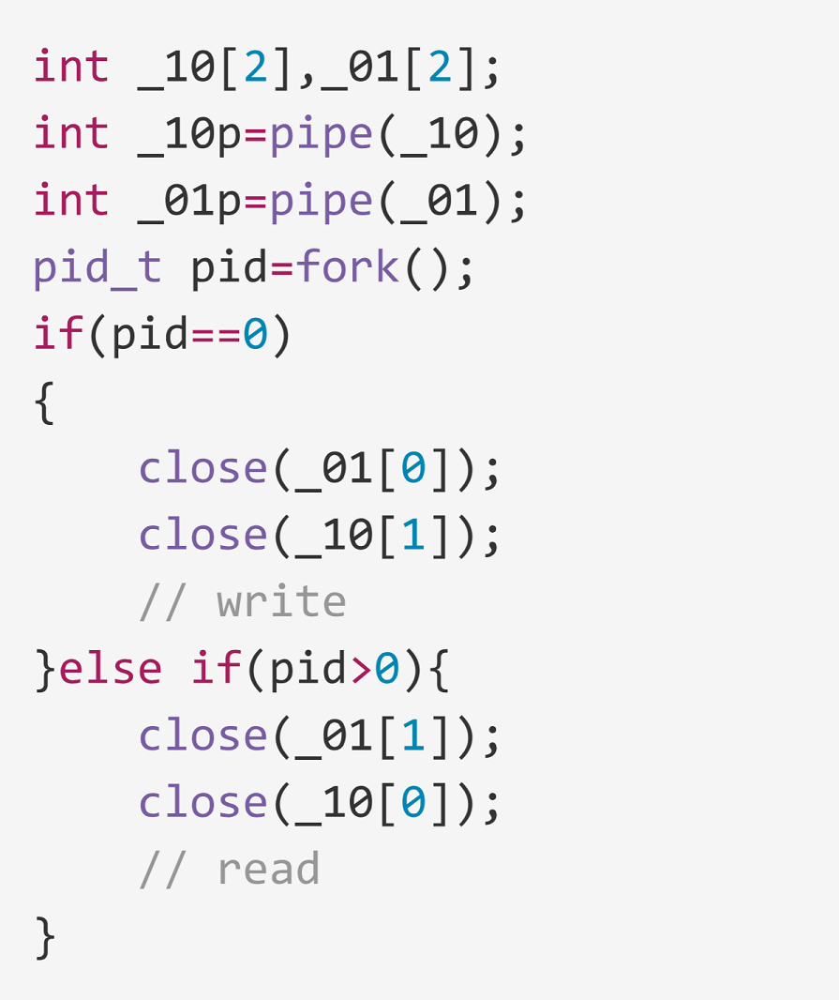 int _10[2],_01[2];
int _10p=pipe(_10);
int _01p=pipe(_01);
pid_t pid=fork();
if(pid==0)
{
    close(_01[0]);
    close(_10[1]);
    // write
}else if(pid>0){
    close(_01[1]);
    close(_10[0]);
    // read
}